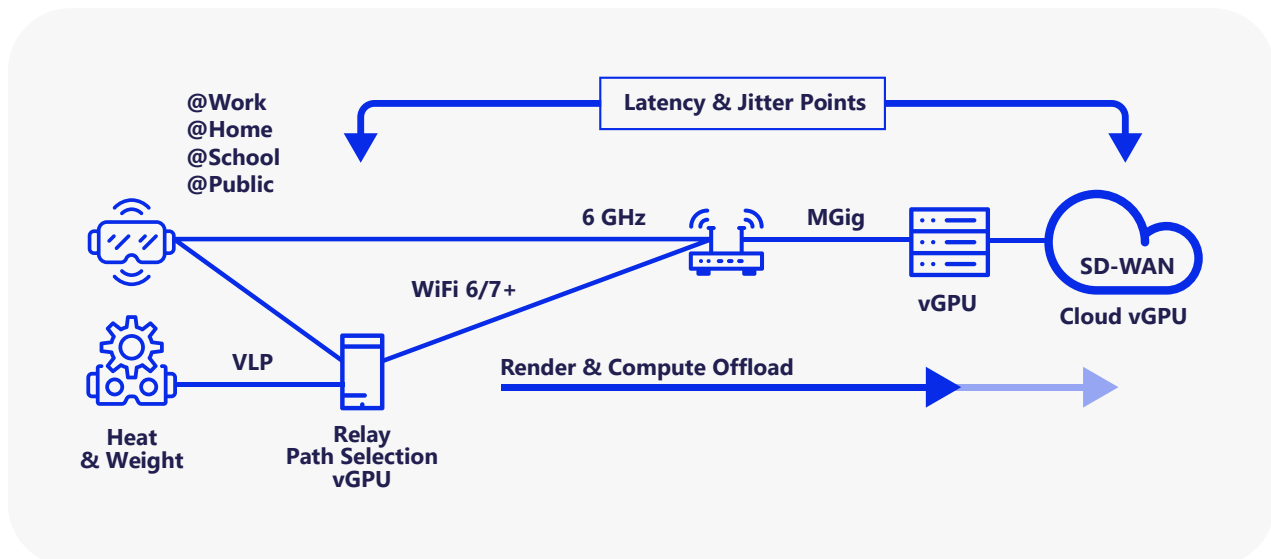 @Work
@Home
@School
@Public
Latency & Jitter Points
6 GHz
MGig
WiFi 6/7+
SD-WAN
vGPU
Cloud vGPU
VLP
Render & Compute Offload
Heat
& Weight
Relay
Path Selection
vGPU